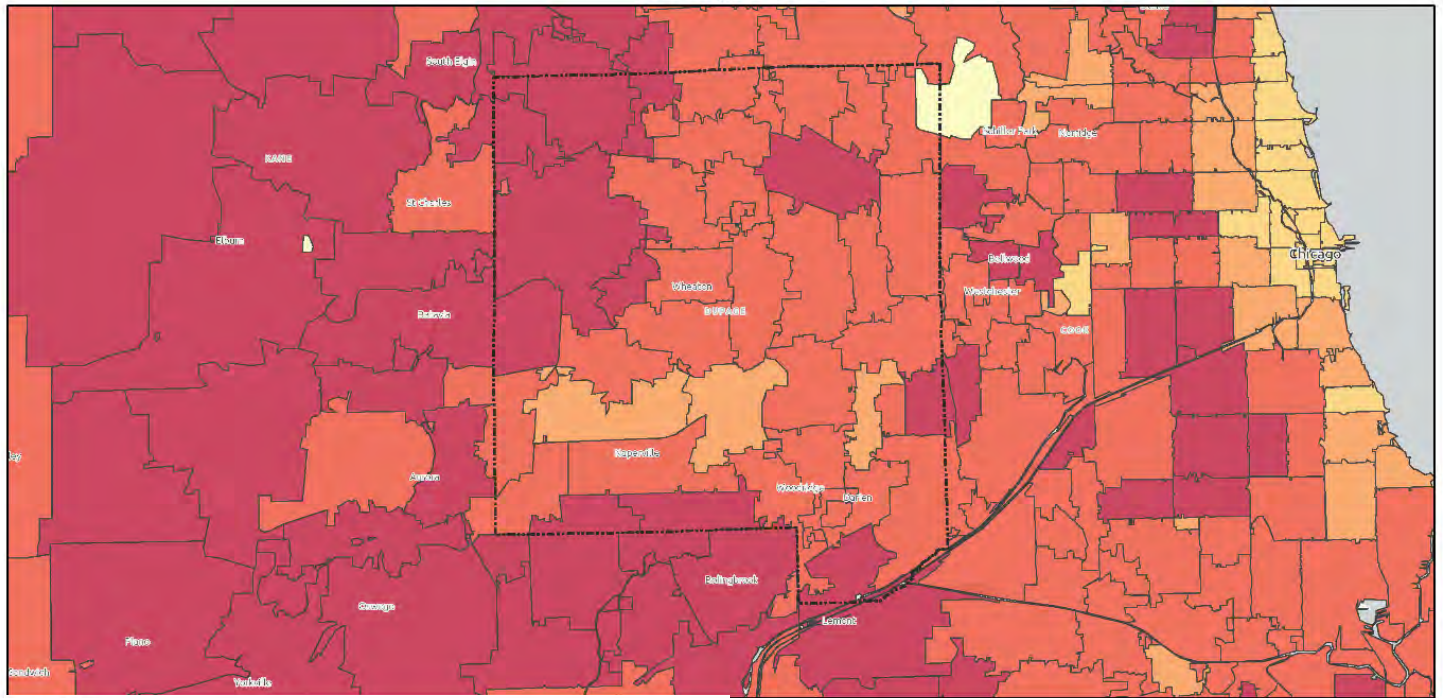 South Elgin
Schiller Park
Norridge
KANE
St Charles
Elburn
Chicago
Bellwood
Wheaton
Westchester
DUPAGE
Batavia
COOK
Naperville
Aurora
Woodridge
Darien
Bolingbrook
Oswego
Lemont
Plano
Sandwich
Yorkville